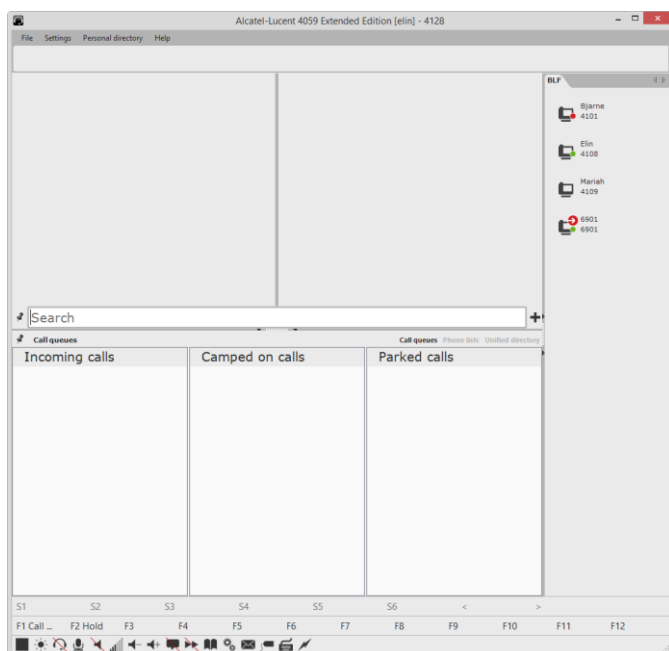 Alcatel-Lucent 4059 Extended Edition [elin] - 4128
File Settings Personal directory Help
BLF
Bjarne
4101
Elin
4108
Mariah
4109
6901
6901
Search
Call queues
Call queues Phone lists Unified directory
Incoming calls Camped on calls Parked calls
S1 S2 S3 S4 S5 S6 < >
F1 Call ... F2 Hold F3 F4 F5 F6 F7 F8 F9 F10 F11 F12